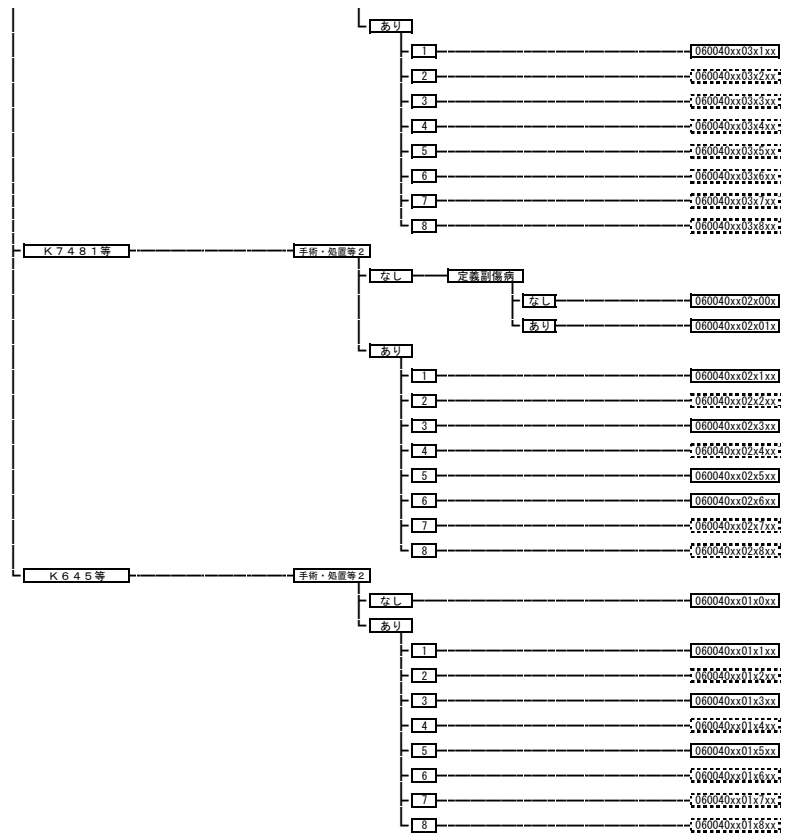 あり
1 060040xx03x1xx
2 060040xx03x2xx
3 060040xx03x3xx
4 060040xx03x4xx
5 060040xx03x5xx
6 060040xx03x6xx
7 060040xx03x7xx
8 060040xx03x8xx
K7481等 手術・処置等2
なし 定義副傷病
なし 060040xx02x00x
あり 060040xx02x01x
あり
1 060040xx02x1xx
2 060040xx02x2xx
3 060040xx02x3xx
4 060040xx02x4xx
5 060040xx02x5xx
6 060040xx02x6xx
7 060040xx02x7xx
8 060040xx02x8xx
K645等 手術・処置等2
なし 060040xx01x0xx
あり
1 060040xx01x1xx
2 060040xx01x2xx
3 060040xx01x3xx
4 060040xx01x4xx
5 060040xx01x5xx
6 060040xx01x6xx
7 060040xx01x7xx
8 060040xx01x8xx